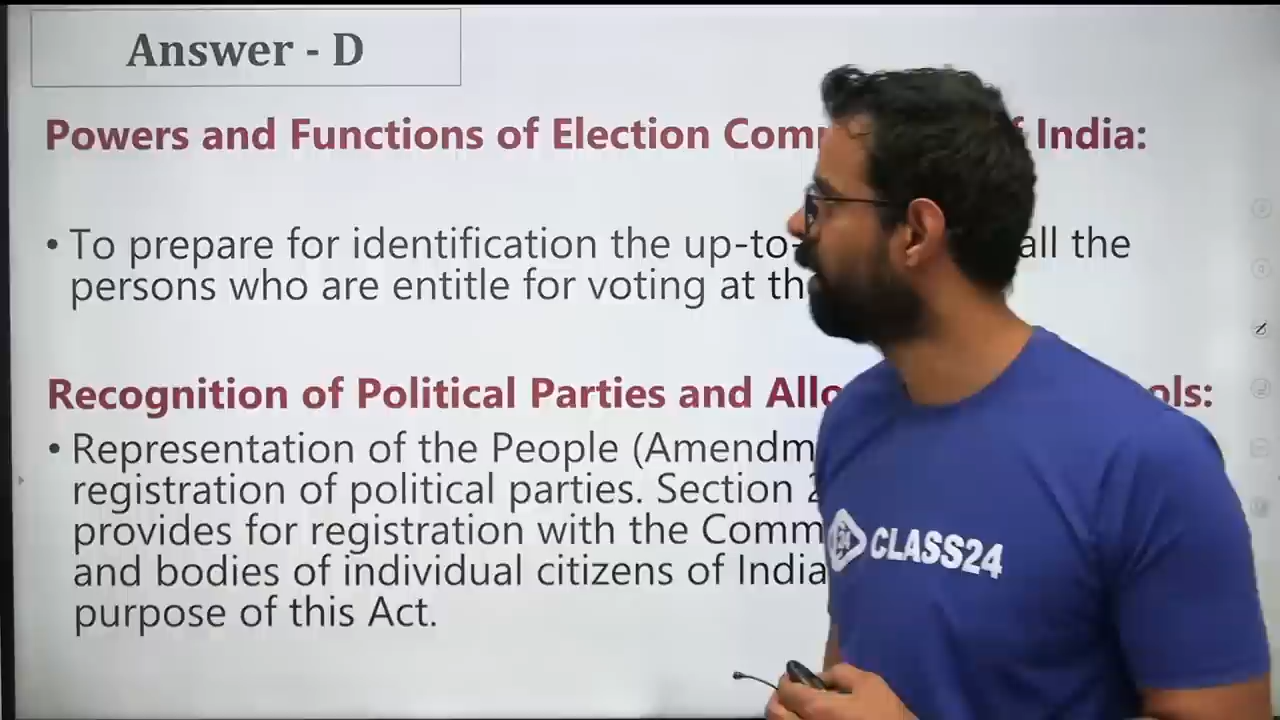 Answer - D
Powers and Functions of Election Com India:
• To prepare for identification the up-to- all the
persons who are entitle for voting at th
Recognition of Political Parties and Allo ols:
• Representation of the People (Amendm
registration of political parties. Section 2
provides for registration with the Comm
and bodies of individual citizens of India
purpose of this Act.
24 CLASS24